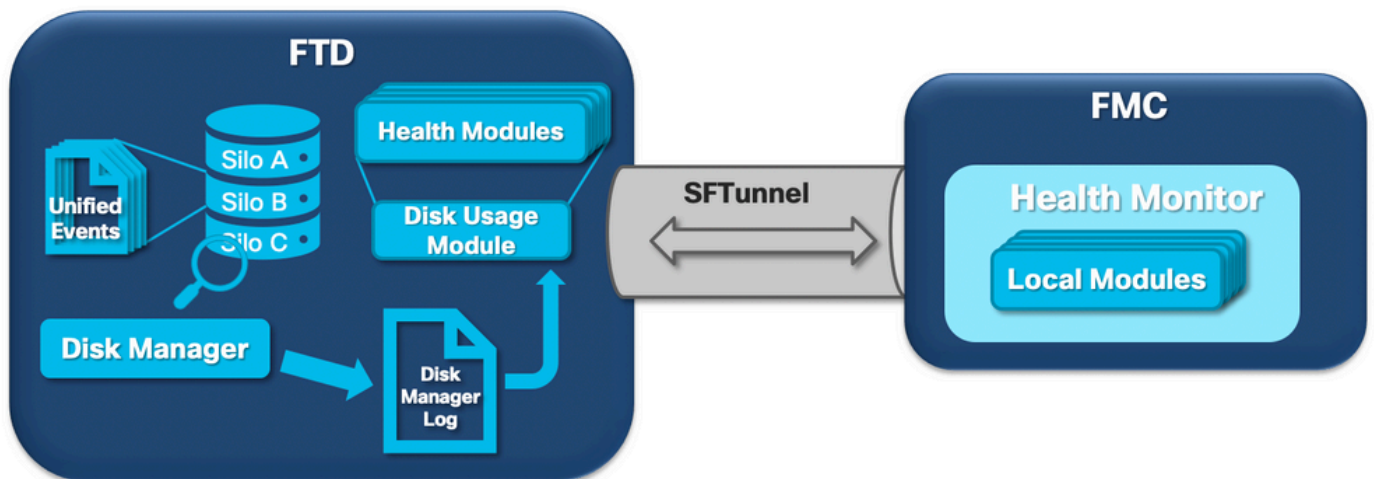 FTD
Health Modules
Silo A
Silo B
Silo C
Unified
Events
Disk Usage
Module
Disk Manager
Disk
Manager
Log
SFTunnel
FMC
Health Monitor
Local Modules